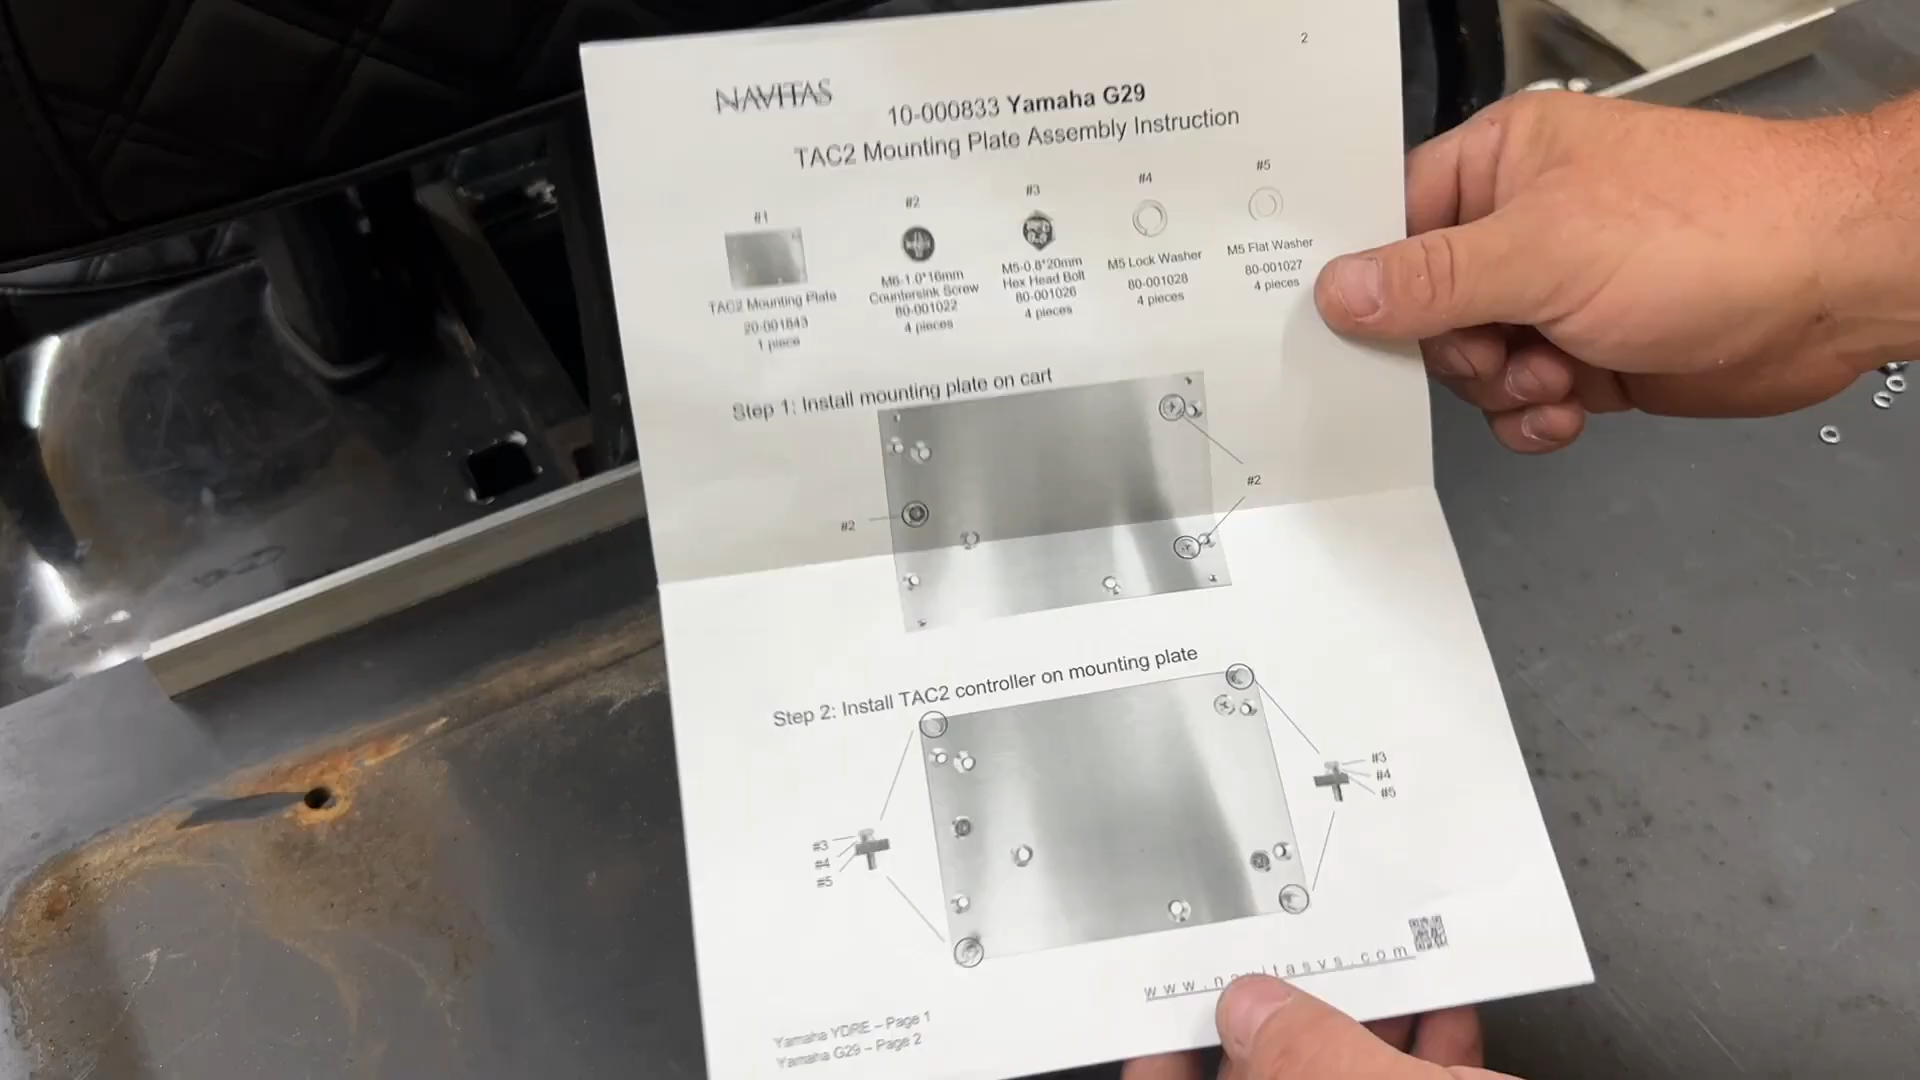 2
NAVITAS
10-000833 Yamaha G29
TAC2 Mounting Plate Assembly Instruction
#1
TAC2 Mounting Plate
20-001843
1 piece
#2
M6-1.0*16mm
Countersink Screw
80-001022
4 pieces
#3
M5-0.8*20mm
Hex Head Bolt
80-001026
4 pieces
#4
M5 Lock Washer
80-001028
4 pieces
#5
M5 Flat Washer
80-001027
4 pieces
Step 1: Install mounting plate on cart
#2
#2
Step 2: Install TAC2 controller on mounting plate
#3
#4
#5
#3
#4
#5
Yamaha YDRE – Page 1
Yamaha G29 – Page 2